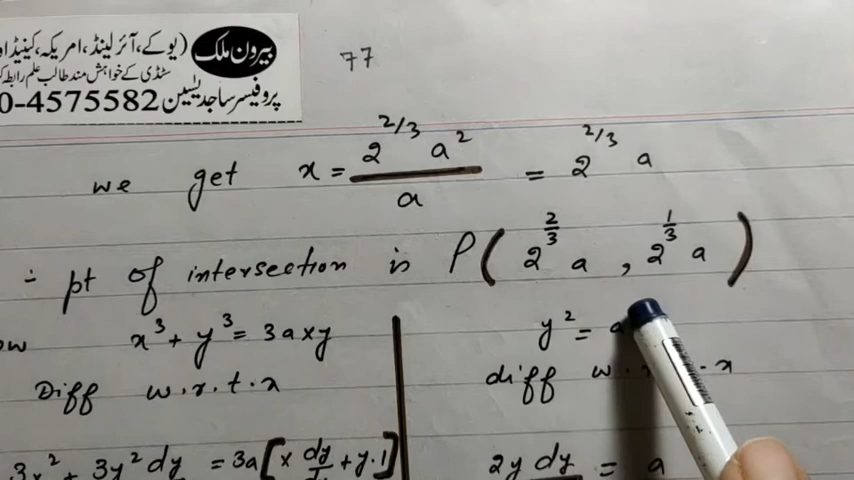 بیرون ملک (یوکے، آئرلینڈ، امریکہ، کینیڈا
سٹڈی کے خواہش مند طالب علم رابطہ
پروفیسر ساجد یٰسین 0-4575582
77
we get x = 2^{2/3} a^2 / a = 2^{2/3} a
∴ pt of intersection is P ( 2^{2/3} a , 2^{1/3} a )
ow x^3 + y^3 = 3axy
Diff w.r.t.x
3x^2 + 3y^2 dy = 3a[x dy + y.1]
y^2 = a
diff w. . x
2y dy = a